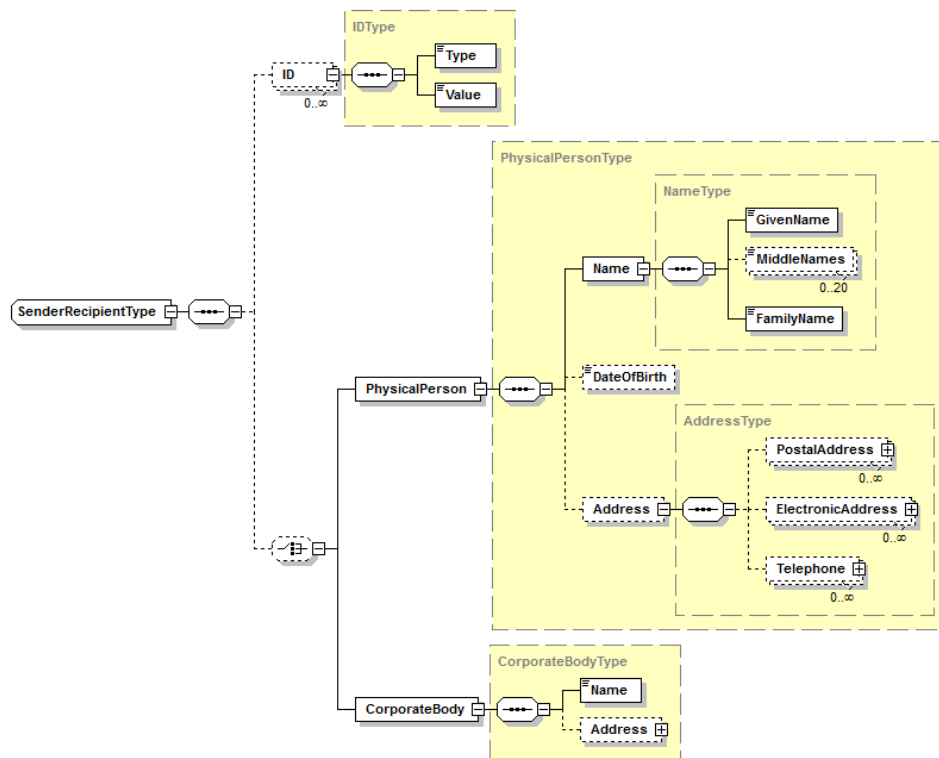 IDType
Type
ID
Value
0..∞
PhysicalPersonType
NameType
GivenName
Name
MiddleNames
0..20
SenderRecipientType
FamilyName
PhysicalPerson
DateOfBirth
AddressType
PostalAddress
0..∞
Address
ElectronicAddress
0..∞
Telephone
0..∞
CorporateBodyType
Name
CorporateBody
Address